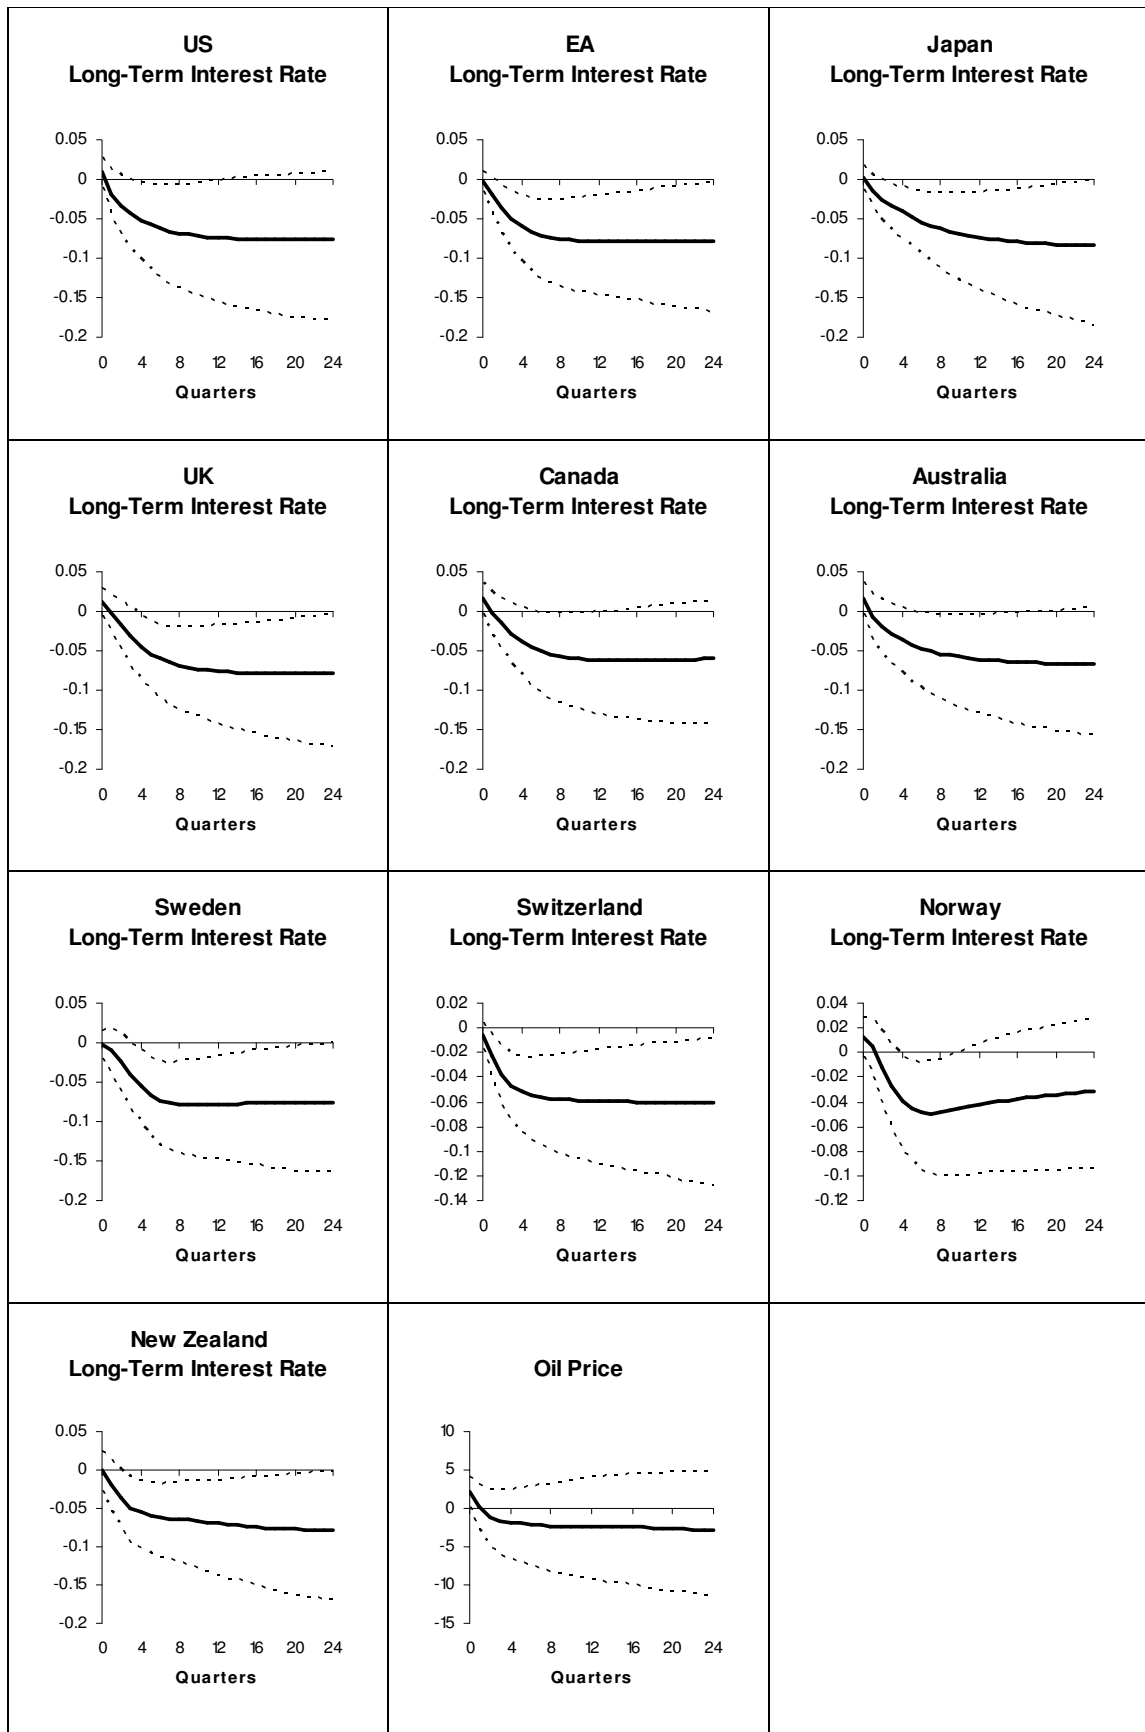 US
Long-Term Interest Rate
0.05
0
-0.05
-0.1
-0.15
-0.2
0 4 8 12 16 20 24
Quarters
EA
Long-Term Interest Rate
0.05
0
-0.05
-0.1
-0.15
-0.2
0 4 8 12 16 20 24
Quarters
Japan
Long-Term Interest Rate
0.05
0
-0.05
-0.1
-0.15
-0.2
0 4 8 12 16 20 24
Quarters
UK
Long-Term Interest Rate
0.05
0
-0.05
-0.1
-0.15
-0.2
0 4 8 12 16 20 24
Quarters
Canada
Long-Term Interest Rate
0.05
0
-0.05
-0.1
-0.15
-0.2
0 4 8 12 16 20 24
Quarters
Australia
Long-Term Interest Rate
0.05
0
-0.05
-0.1
-0.15
-0.2
0 4 8 12 16 20 24
Quarters
Sweden
Long-Term Interest Rate
0.05
0
-0.05
-0.1
-0.15
-0.2
0 4 8 12 16 20 24
Quarters
Switzerland
Long-Term Interest Rate
0.02
0
-0.02
-0.04
-0.06
-0.08
-0.1
-0.12
-0.14
0 4 8 12 16 20 24
Quarters
Norway
Long-Term Interest Rate
0.04
0.02
0
-0.02
-0.04
-0.06
-0.08
-0.1
-0.12
0 4 8 12 16 20 24
Quarters
New Zealand
Long-Term Interest Rate
0.05
0
-0.05
-0.1
-0.15
-0.2
0 4 8 12 16 20 24
Quarters
Oil Price
10
5
0
-5
-10
-15
0 4 8 12 16 20 24
Quarters